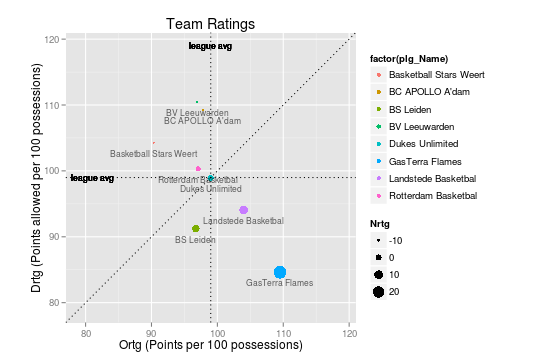 Team Ratings
120
110
100
90
80
80
90
100
110
120
Drtg (Points allowed per 100 possessions)
Ortg (Points per 100 possessions)
league avg
league avg
BV Leeuwarden
BC APOLLO A'dam
Basketball Stars Weert
Rotterdam Basketbal
Dukes Unlimited
Landstede Basketbal
BS Leiden
GasTerra Flames
factor(plg_Name)
Basketball Stars Weert
BC APOLLO A'dam
BS Leiden
BV Leeuwarden
Dukes Unlimited
GasTerra Flames
Landstede Basketbal
Rotterdam Basketbal
Nrtg
-10
0
10
20